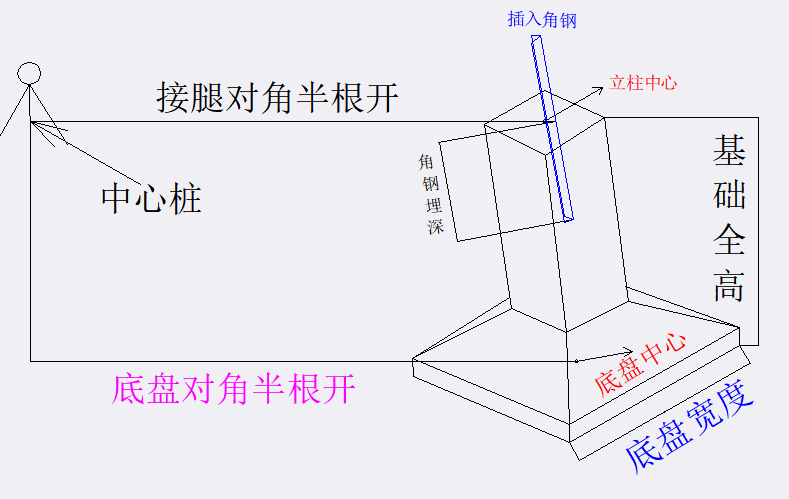 插入角钢
立柱中心
接腿对角半根开
中心桩
角钢埋深
基础全高
底盘中心
底盘对角半根开
底盘宽度